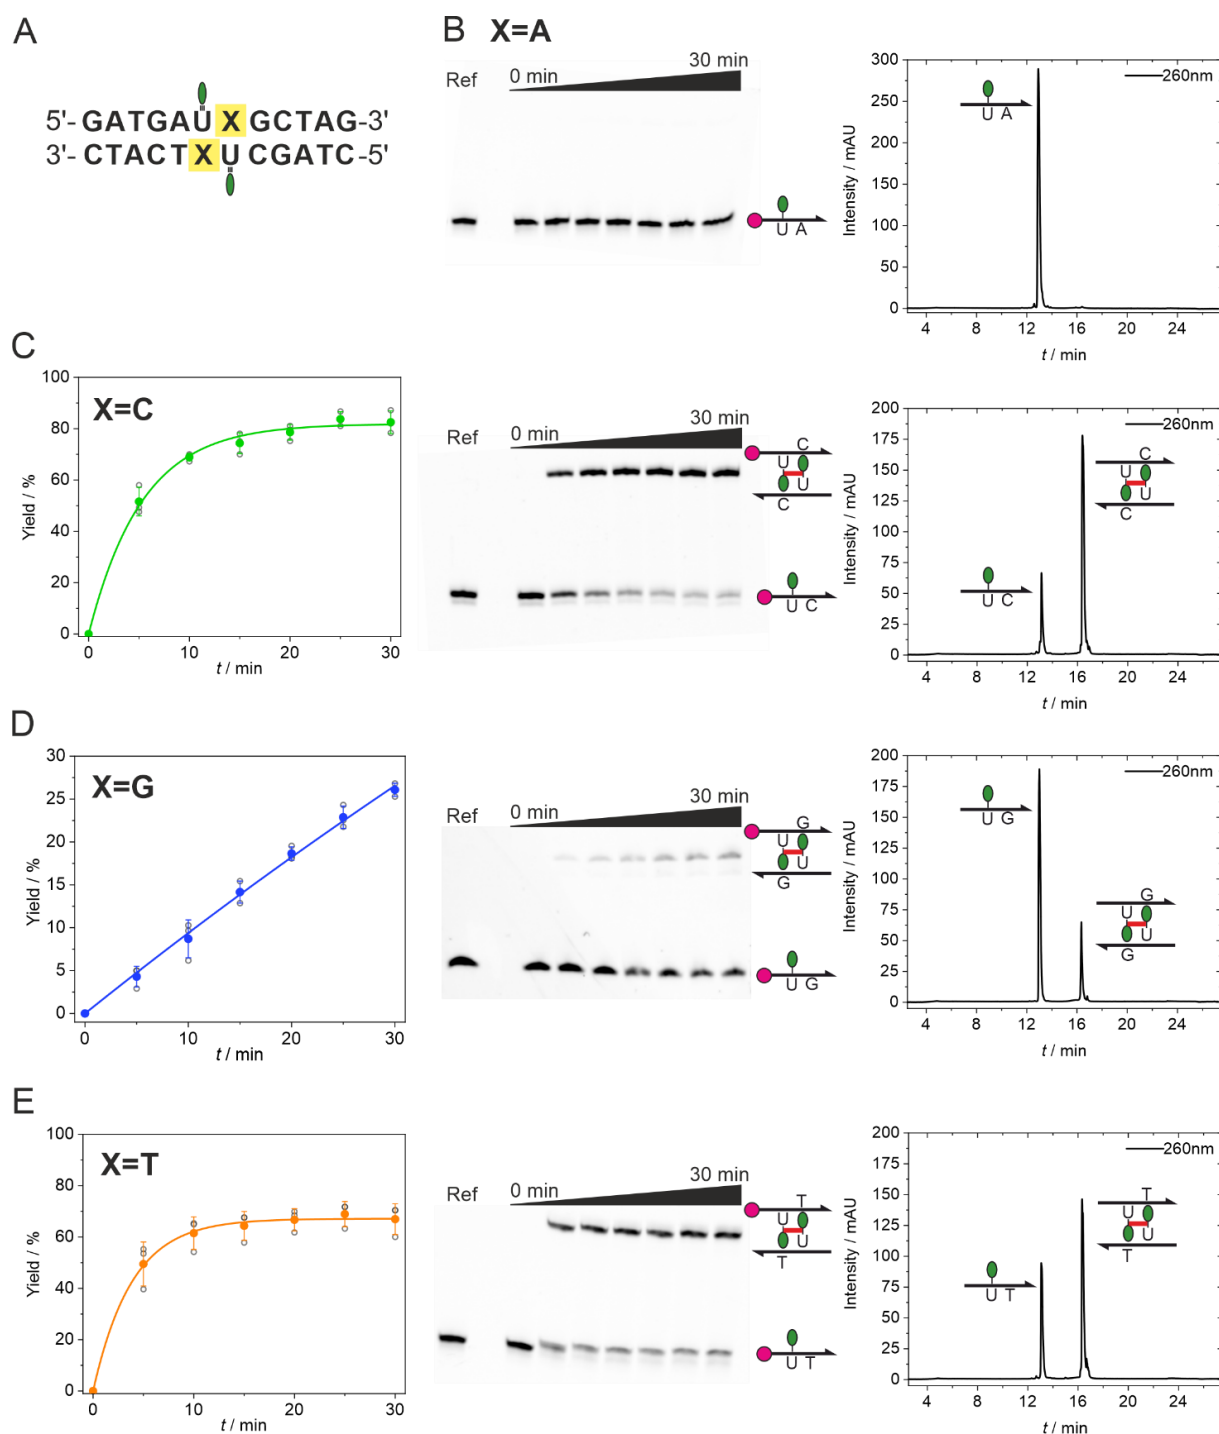 A
5'- GATGAU X GCTAG-3'
3'- CTACT X U CGATC-5'
B X=A
Ref 0 min 30 min
U A
300
250
200
150
100
50
0
Intensity / mAU
260nm
U A
4 8 12 16 20 24
t / min
C
100
80
60
40
20
0
Yield / %
X=C
0 10 20 30
t / min
Ref 0 min 30 min
C
U
U
C
U C
200
175
150
125
100
75
50
25
0
Intensity / mAU
260nm
C
U
U
C
U C
4 8 12 16 20 24
t / min
D
30
25
20
15
10
5
0
Yield / %
X=G
0 10 20 30
t / min
Ref 0 min 30 min
G
U
U
G
U G
200
175
150
125
100
75
50
25
0
Intensity / mAU
260nm
U G
G
U
U
G
4 8 12 16 20 24
t / min
E
100
80
60
40
20
0
Yield / %
X=T
0 10 20 30
t / min
Ref 0 min 30 min
T
U
U
T
U T
200
175
150
125
100
75
50
25
0
Intensity / mAU
260nm
T
U
U
T
U T
4 8 12 16 20 24
t / min